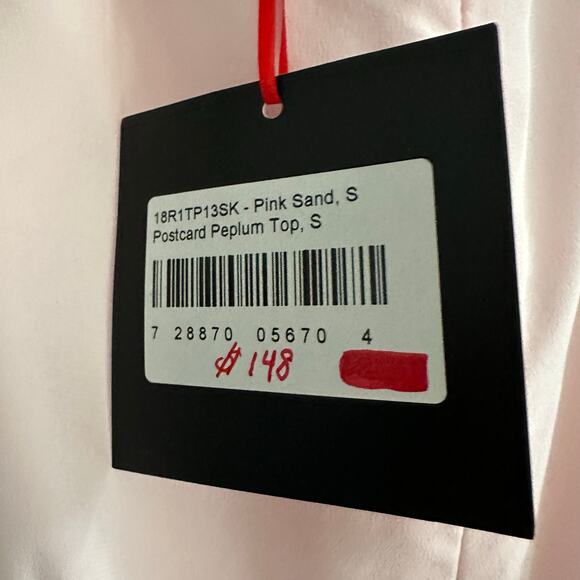 18R1TP13SK - Pink Sand, S
Postcard Peplum Top, S
7 28870 05670 4
$148